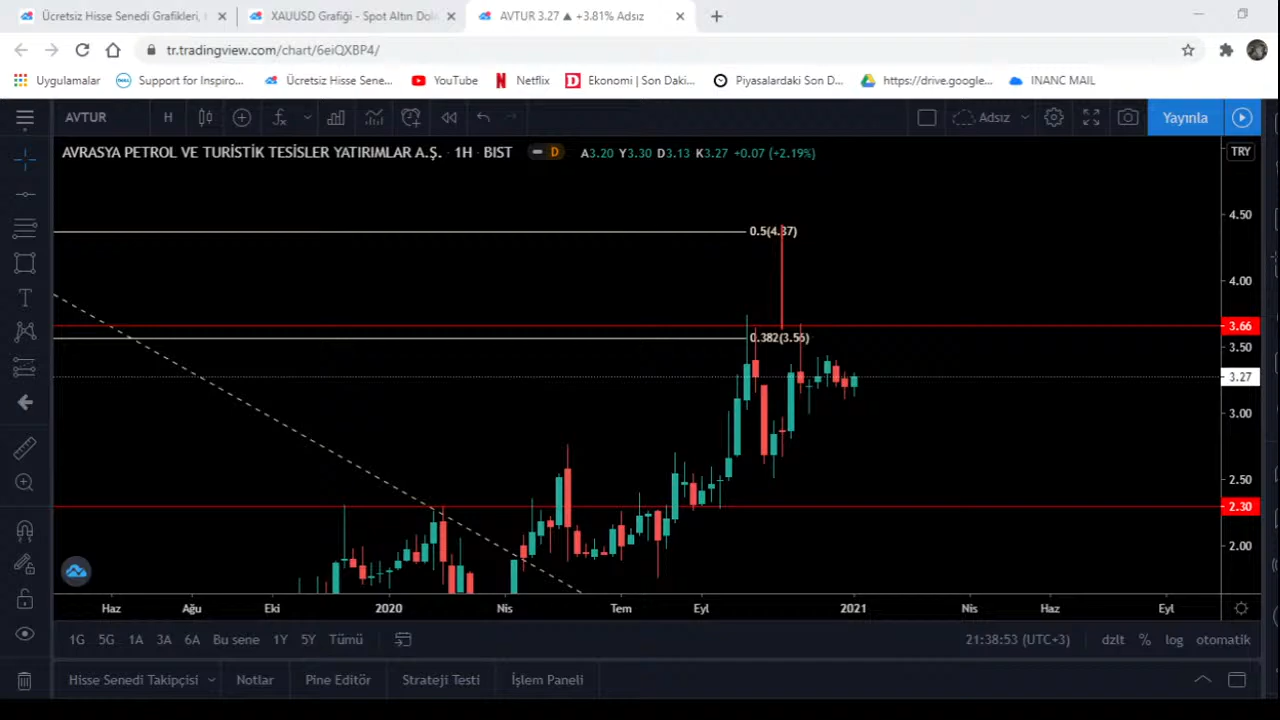 Ücretsiz Hisse Senedi Grafikleri, XAUUSD Grafiği - Spot Altın Dol AVTUR 3.27 ▲ +3.81% Adsız
tr.tradingview.com/chart/6eiQXBP4/
Uygulamalar Support for Inspiro... Ücretsiz Hisse Sene... YouTube Netflix Ekonomi | Son Daki... Piyasalardaki Son D... https://drive.google... INANC MAIL
AVTUR H Adsız Yayınla
AVRASYA PETROL VE TURİSTİK TESİSLER YATIRIMLAR A.Ş. · 1H · BIST D A3.20 Y3.30 D3.13 K3.27 +0.07 (+2.19%) TRY
4.50
0.5(4.37)
4.00
3.66
0.382(3.56)
3.50
3.27
3.00
2.50
2.30
2.00
Haz Ağu Eki 2020 Nis Tem Eyl 2021 Nis Haz Eyl
1G 5G 1A 3A 6A Bu sene 1Y 5Y Tümü 21:38:53 (UTC+3) dzlt % log otomatik
Hisse Senedi Takipçisi Notlar Pine Editör Strateji Testi İşlem Paneli